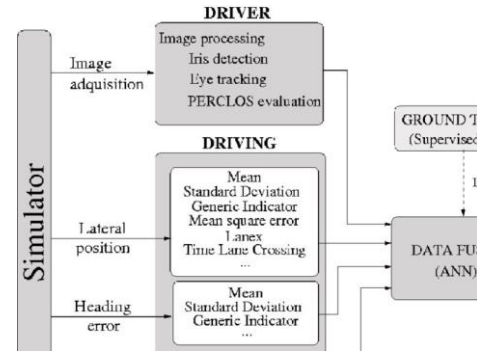 DRIVER
Image processing
Iris detection
Eye tracking
PERCLOS evaluation
Image
adquisition
DRIVING
Mean
Standard Deviation
Generic Indicator
Mean square error
Lanex
Time Lane Crossing
...
Lateral
position
Mean
Standard Deviation
Generic Indicator
...
Heading
error
Simulator
GROUND T
(Supervised
DATA FUS
(ANN)